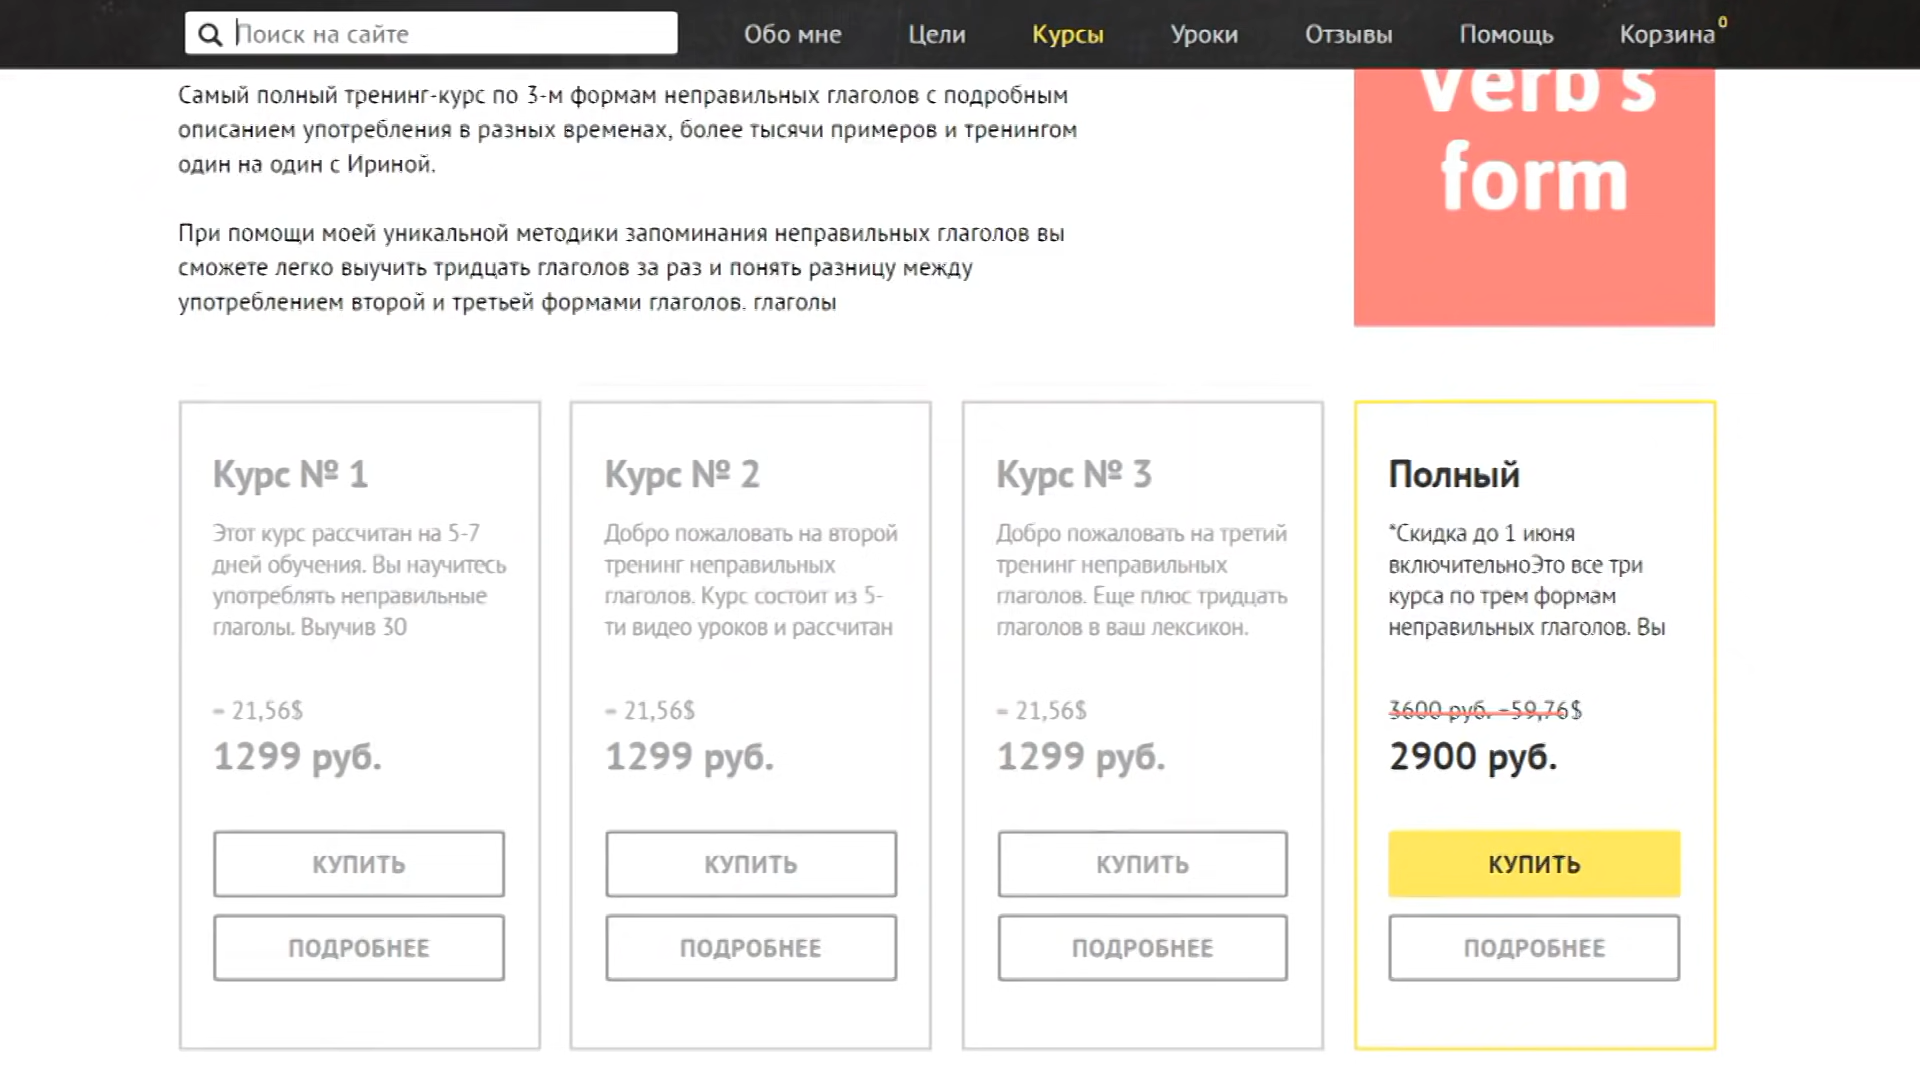 Поиск на сайте
Обо мне
Цели
Курсы
Уроки
Отзывы
Помощь
Корзина 0
Самый полный тренинг-курс по 3-м формам неправильных глаголов с подробным
описанием употребления в разных временах, более тысячи примеров и тренингом
один на один с Ириной.
При помощи моей уникальной методики запоминания неправильных глаголов вы
сможете легко выучить тридцать глаголов за раз и понять разницу между
употреблением второй и третьей формами глаголов. глаголы
Verb's
form
Курс № 1
Этот курс рассчитан на 5-7
дней обучения. Вы научитесь
употреблять неправильные
глаголы. Выучив 30
~ 21,56$
1299 руб.
КУПИТЬ
ПОДРОБНЕЕ
Курс № 2
Добро пожаловать на второй
тренинг неправильных
глаголов. Курс состоит из 5-
ти видео уроков и рассчитан
~ 21,56$
1299 руб.
КУПИТЬ
ПОДРОБНЕЕ
Курс № 3
Добро пожаловать на третий
тренинг неправильных
глаголов. Еще плюс тридцать
глаголов в ваш лексикон.
~ 21,56$
1299 руб.
КУПИТЬ
ПОДРОБНЕЕ
Полный
*Скидка до 1 июня
включительноЭто все три
курса по трем формам
неправильных глаголов. Вы
3600 руб. ~59,76$
2900 руб.
КУПИТЬ
ПОДРОБНЕЕ